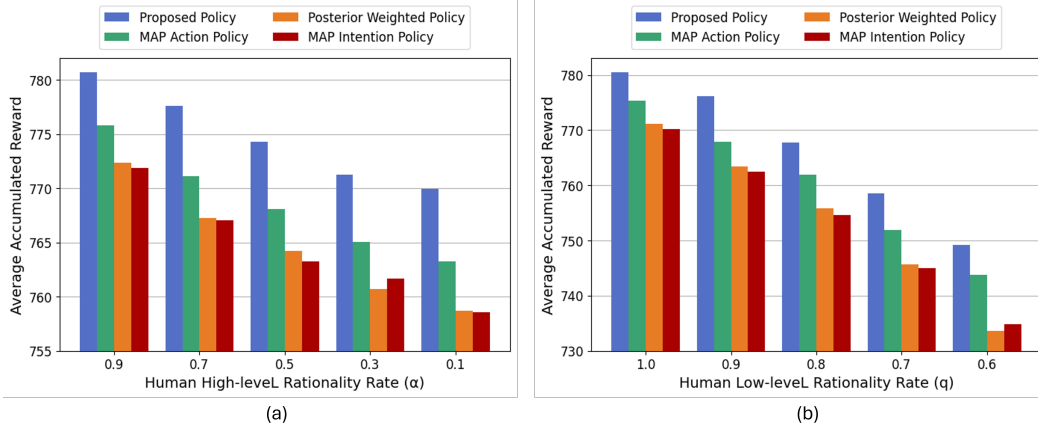 Proposed Policy Posterior Weighted Policy
MAP Action Policy MAP Intention Policy
Average Accumulated Reward
780
775
770
765
760
755
0.9 0.7 0.5 0.3 0.1
Human High-leveL Rationality Rate (α)
(a)
Proposed Policy Posterior Weighted Policy
MAP Action Policy MAP Intention Policy
Average Accumulated Reward
780
770
760
750
740
730
1.0 0.9 0.8 0.7 0.6
Human Low-leveL Rationality Rate (q)
(b)